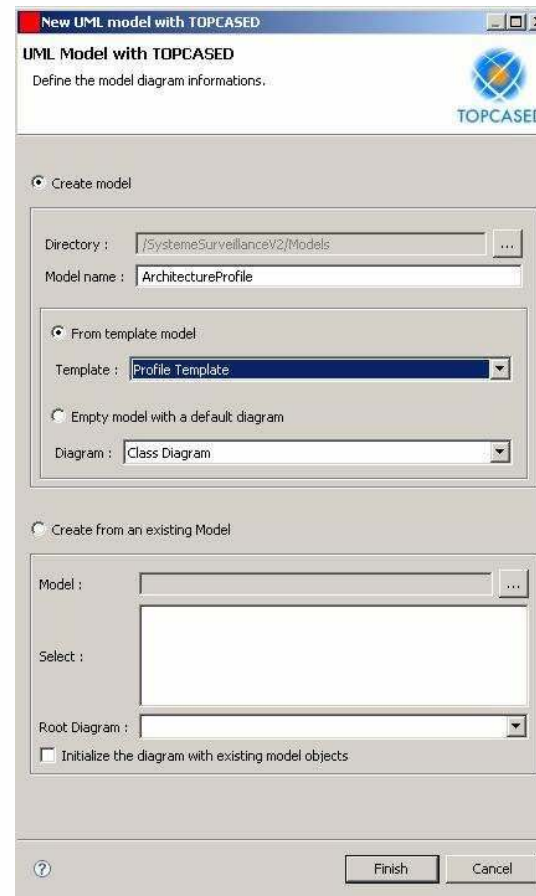 New UML model with TOPCASED
UML Model with TOPCASED
Define the model diagram informations.
TOPCASED
Create model
Directory : /SystemeSurveillanceV2/Models ...
Model name : ArchitectureProfile
From template model
Template : Profile Template
Empty model with a default diagram
Diagram : Class Diagram
Create from an existing Model
Model : ...
Select :
Root Diagram :
Initialize the diagram with existing model objects
? Finish Cancel